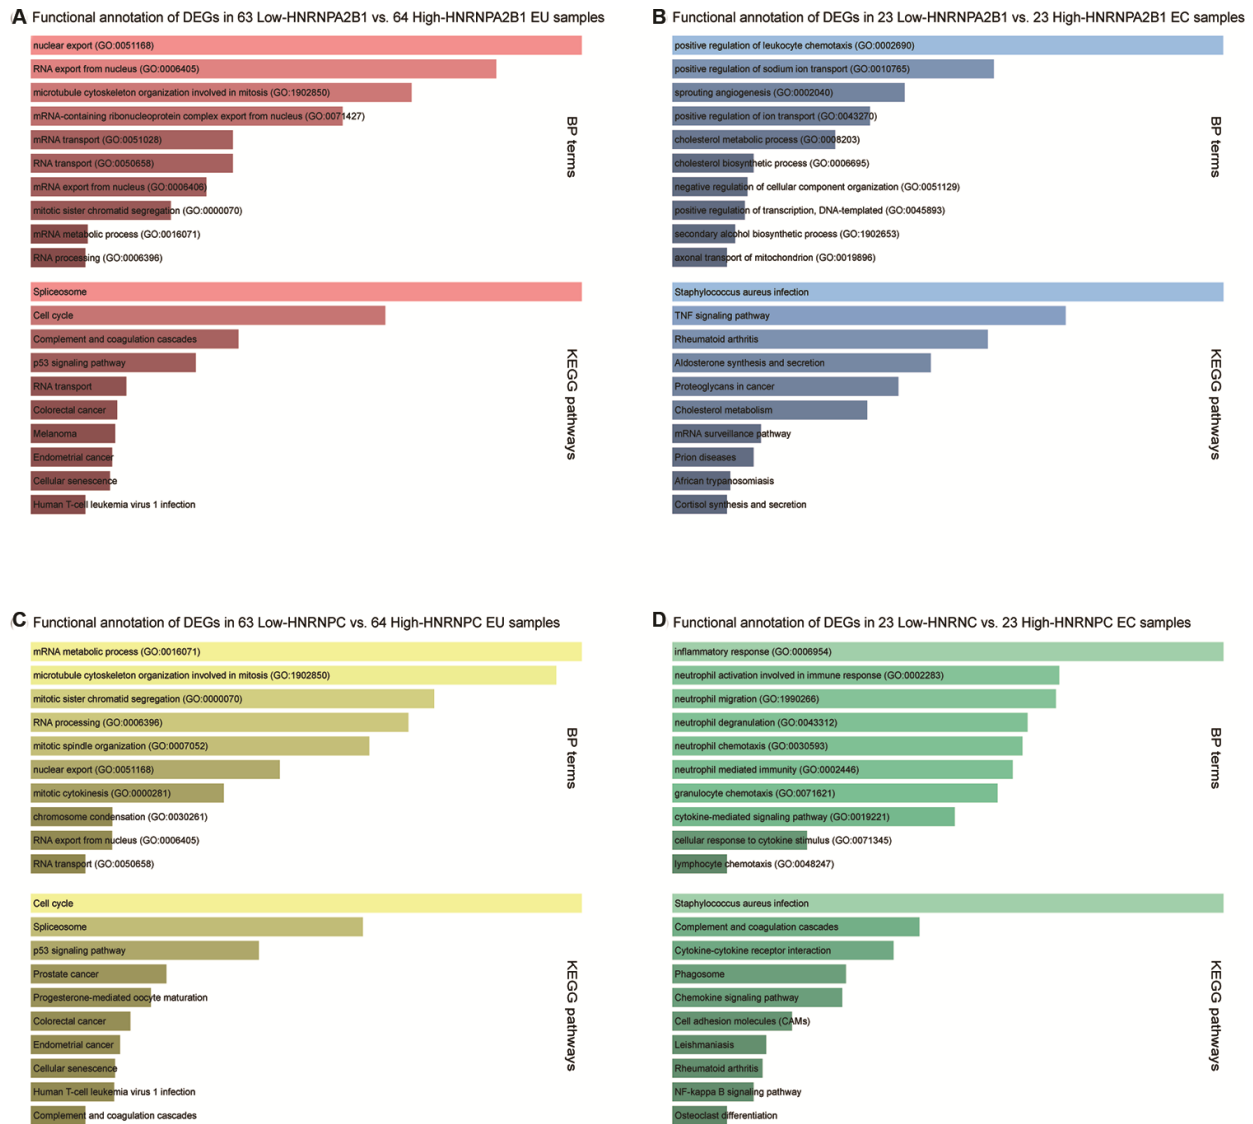 A Functional annotation of DEGs in 63 Low-HNRNPA2B1 vs. 64 High-HNRNPA2B1 EU samples
nuclear export (GO:0051168)
RNA export from nucleus (GO:0006405)
microtubule cytoskeleton organization involved in mitosis (GO:1902850)
mRNA-containing ribonucleoprotein complex export from nucleus (GO:0071427)
mRNA transport (GO:0051028)
RNA transport (GO:0050658)
mRNA export from nucleus (GO:0006406)
mitotic sister chromatid segregation (GO:0000070)
mRNA metabolic process (GO:0016071)
RNA processing (GO:0006396)
BP terms
Spliceosome
Cell cycle
Complement and coagulation cascades
p53 signaling pathway
RNA transport
Colorectal cancer
Melanoma
Endometrial cancer
Cellular senescence
Human T-cell leukemia virus 1 infection
KEGG pathways
B Functional annotation of DEGs in 23 Low-HNRNPA2B1 vs. 23 High-HNRNPA2B1 EC samples
positive regulation of leukocyte chemotaxis (GO:0002690)
positive regulation of sodium ion transport (GO:0010765)
sprouting angiogenesis (GO:0002040)
positive regulation of ion transport (GO:0043270)
cholesterol metabolic process (GO:0008203)
cholesterol biosynthetic process (GO:0006695)
negative regulation of cellular component organization (GO:0051129)
positive regulation of transcription, DNA-templated (GO:0045893)
secondary alcohol biosynthetic process (GO:1902653)
axonal transport of mitochondrion (GO:0019896)
BP terms
Staphylococcus aureus infection
TNF signaling pathway
Rheumatoid arthritis
Aldosterone synthesis and secretion
Proteoglycans in cancer
Cholesterol metabolism
mRNA surveillance pathway
Prion diseases
African trypanosomiasis
Cortisol synthesis and secretion
KEGG pathways
C Functional annotation of DEGs in 63 Low-HNRNPC vs. 64 High-HNRNPC EU samples
mRNA metabolic process (GO:0016071)
microtubule cytoskeleton organization involved in mitosis (GO:1902850)
mitotic sister chromatid segregation (GO:0000070)
RNA processing (GO:0006396)
mitotic spindle organization (GO:0007052)
nuclear export (GO:0051168)
mitotic cytokinesis (GO:0000281)
chromosome condensation (GO:0030261)
RNA export from nucleus (GO:0006405)
RNA transport (GO:0050658)
BP terms
Cell cycle
Spliceosome
p53 signaling pathway
Prostate cancer
Progesterone-mediated oocyte maturation
Colorectal cancer
Endometrial cancer
Cellular senescence
Human T-cell leukemia virus 1 infection
Complement and coagulation cascades
KEGG pathways
D Functional annotation of DEGs in 23 Low-HNRNC vs. 23 High-HNRNPC EC samples
inflammatory response (GO:0006954)
neutrophil activation involved in immune response (GO:0002283)
neutrophil migration (GO:1990266)
neutrophil degranulation (GO:0043312)
neutrophil chemotaxis (GO:0030593)
neutrophil mediated immunity (GO:0002446)
granulocyte chemotaxis (GO:0071621)
cytokine-mediated signaling pathway (GO:0019221)
cellular response to cytokine stimulus (GO:0071345)
lymphocyte chemotaxis (GO:0048247)
BP terms
Staphylococcus aureus infection
Complement and coagulation cascades
Cytokine-cytokine receptor interaction
Phagosome
Chemokine signaling pathway
Cell adhesion molecules (CAMs)
Leishmaniasis
Rheumatoid arthritis
NF-kappa B signaling pathway
Osteoclast differentiation
KEGG pathways